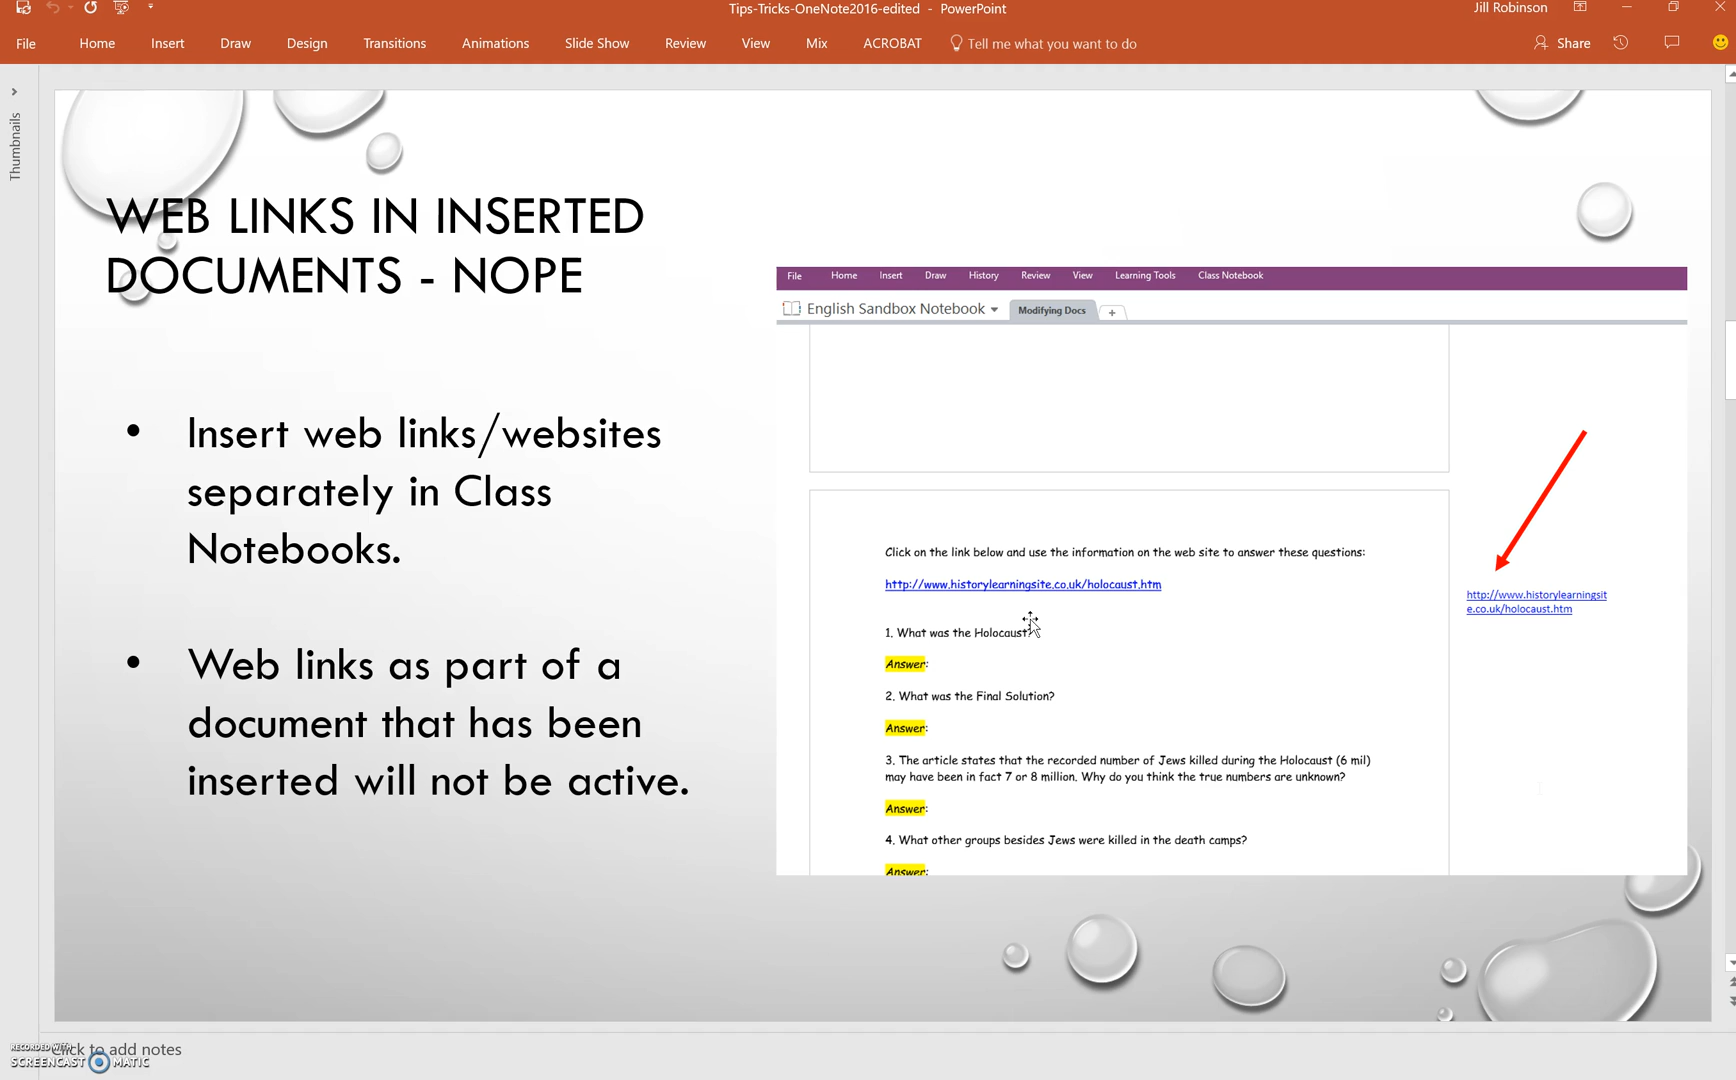 Tips-Tricks-OneNote2016-edited - PowerPoint
Jill Robinson
File Home Insert Draw Design Transitions Animations Slide Show Review View Mix ACROBAT Tell me what you want to do Share
Thumbnails
WEB LINKS IN INSERTED
DOCUMENTS - NOPE
• Insert web links/websites
separately in Class
Notebooks.
• Web links as part of a
document that has been
inserted will not be active.
File Home Insert Draw History Review View Learning Tools Class Notebook
English Sandbox Notebook Modifying Docs +
Click on the link below and use the information on the web site to answer these questions:
http://www.historylearningsite.co.uk/holocaust.htm
1. What was the Holocaust?
Answer:
2. What was the Final Solution?
Answer:
3. The article states that the recorded number of Jews killed during the Holocaust (6 mil)
may have been in fact 7 or 8 million. Why do you think the true numbers are unknown?
Answer:
4. What other groups besides Jews were killed in the death camps?
Answer:
http://www.historylearningsit
e.co.uk/holocaust.htm
Click to add notes
RECORDED WITH
SCREENCAST MATIC